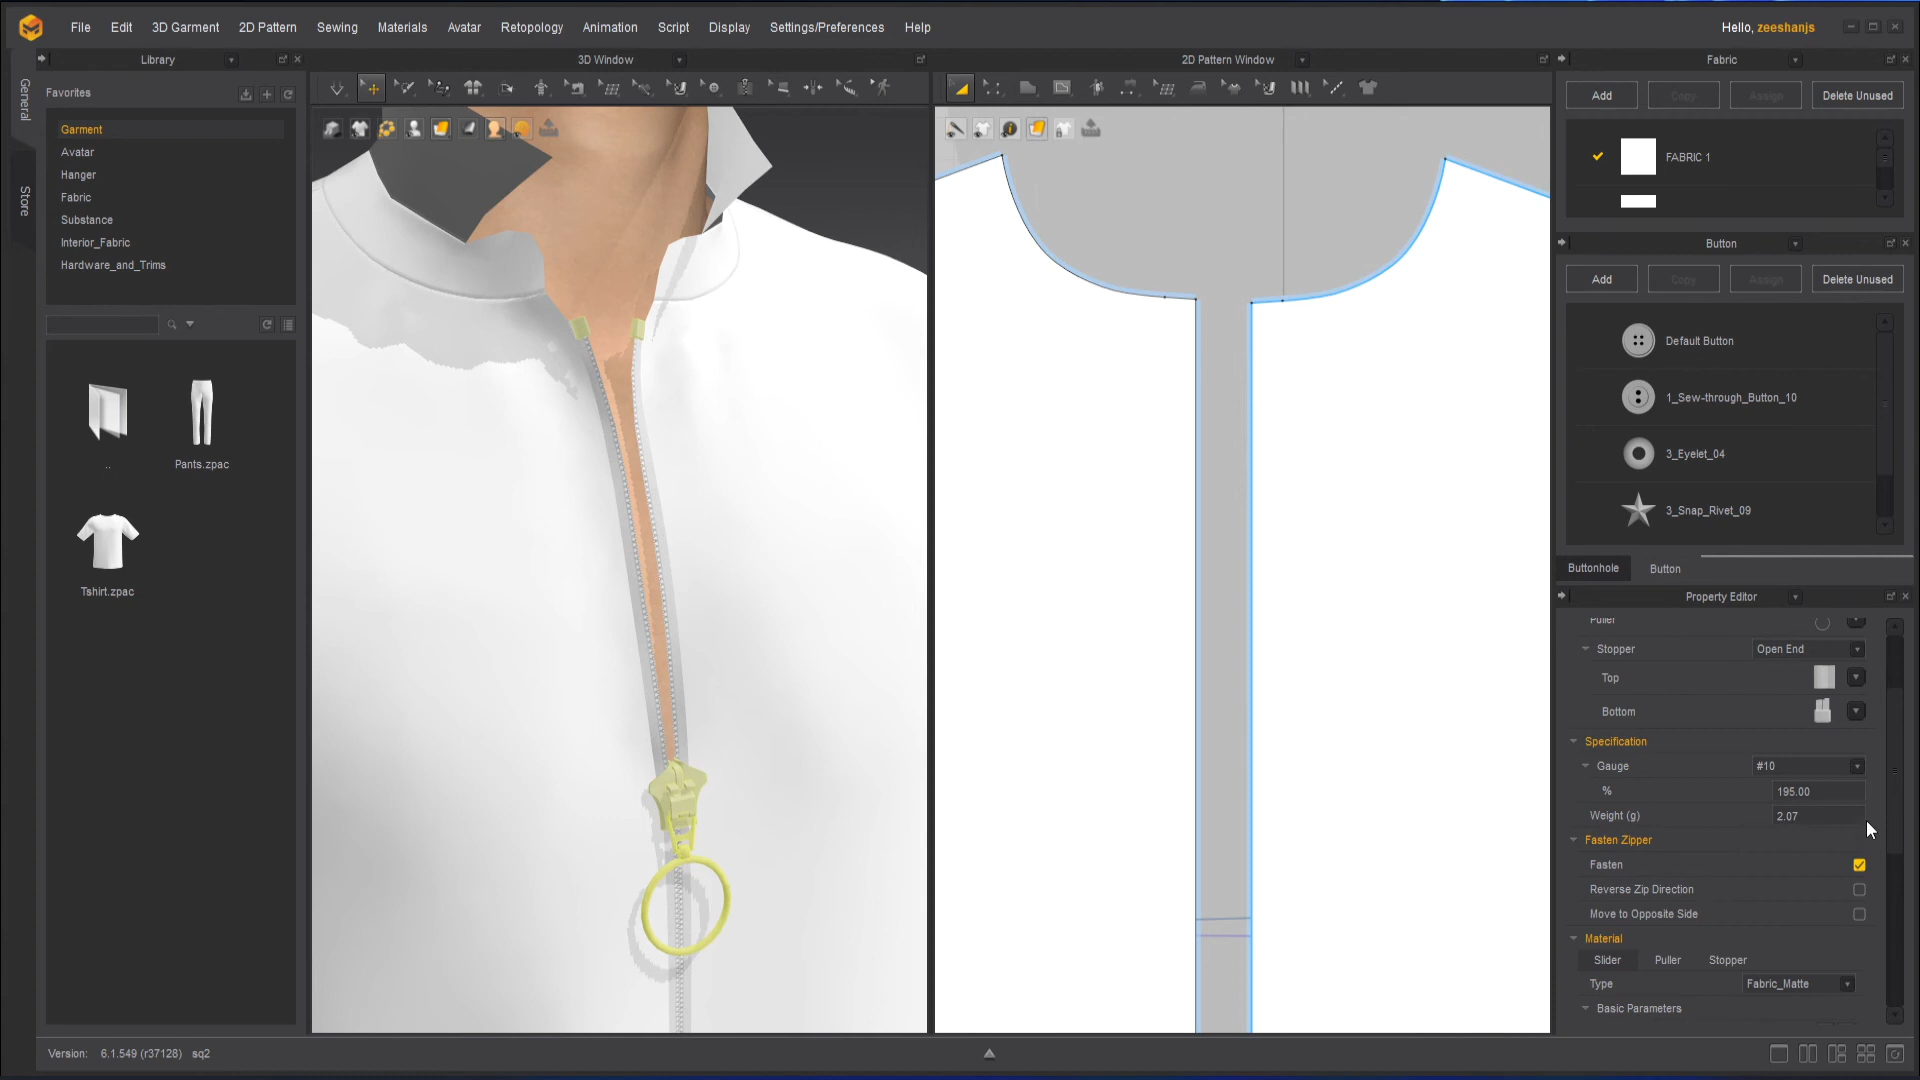 File Edit 3D Garment 2D Pattern Sewing Materials Avatar Retopology Animation Script Display Settings/Preferences Help
Hello, zeeshanjs
Library
3D Window
2D Pattern Window
Fabric
General
Store
Favorites
Garment
Avatar
Hanger
Fabric
Substance
Interior_Fabric
Hardware_and_Trims
..
Pants.zpac
Tshirt.zpac
Add Copy Assign Delete Unused
FABRIC 1
Button
Add Copy Assign Delete Unused
Default Button
1_Sew-through_Button_10
3_Eyelet_04
3_Snap_Rivet_09
Buttonhole Button
Property Editor
Puller
Stopper Open End
Top
Bottom
Specification
Gauge #10
% 195.00
Weight (g) 2.07
Fasten Zipper
Fasten
Reverse Zip Direction
Move to Opposite Side
Material
Slider Puller Stopper
Type Fabric_Matte
Basic Parameters
Version: 6.1.549 (r37128) sq2